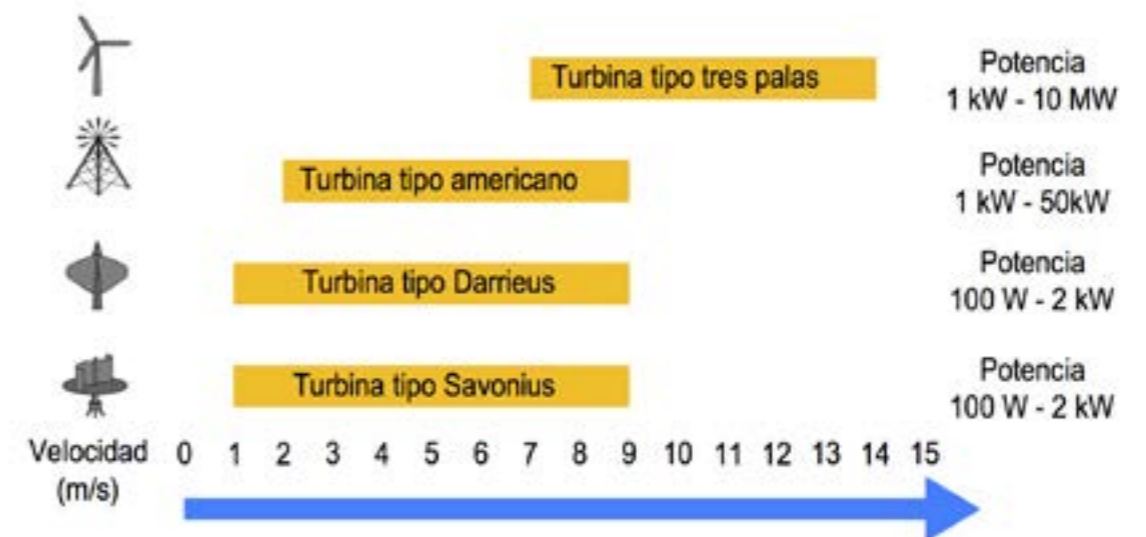 Turbina tipo tres palas
Potencia
1 kW - 10 MW
Turbina tipo americano
Potencia
1 kW - 50kW
Turbina tipo Darrieus
Potencia
100 W - 2 kW
Turbina tipo Savonius
Potencia
100 W - 2 kW
Velocidad
(m/s)
0 1 2 3 4 5 6 7 8 9 10 11 12 13 14 15